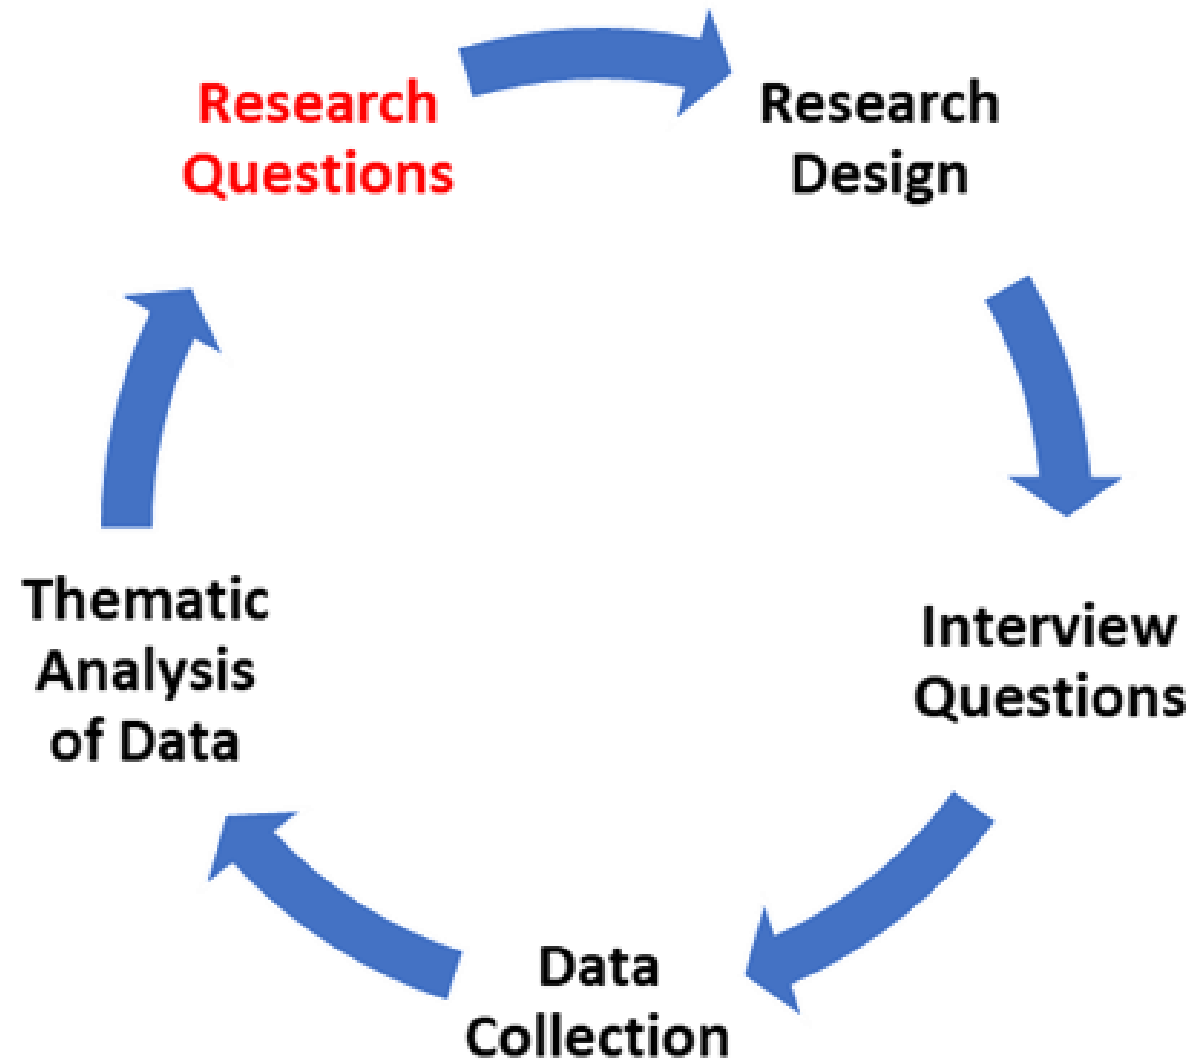 Research
Questions
Research
Design
Interview
Questions
Data
Collection
Thematic
Analysis
of Data